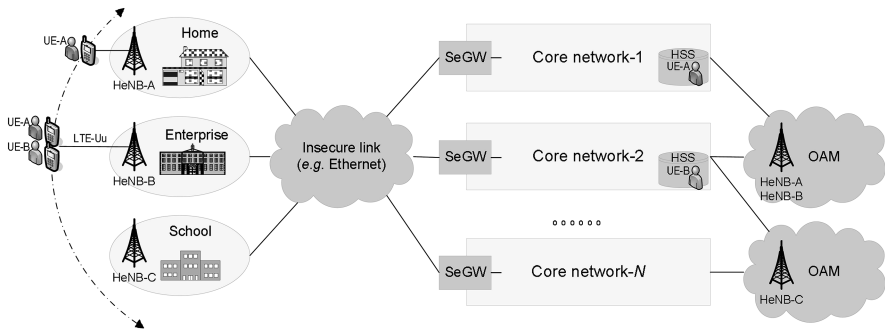 UE-A
HeNB-A
Home
UE-A
UE-B
LTE-Uu
HeNB-B
Enterprise
HeNB-C
School
Insecure link
(e.g. Ethernet)
SeGW
Core network-1
HSS
UE-A
SeGW
Core network-2
HSS
UE-B
SeGW
Core network-N
OAM
HeNB-A
HeNB-B
OAM
HeNB-C